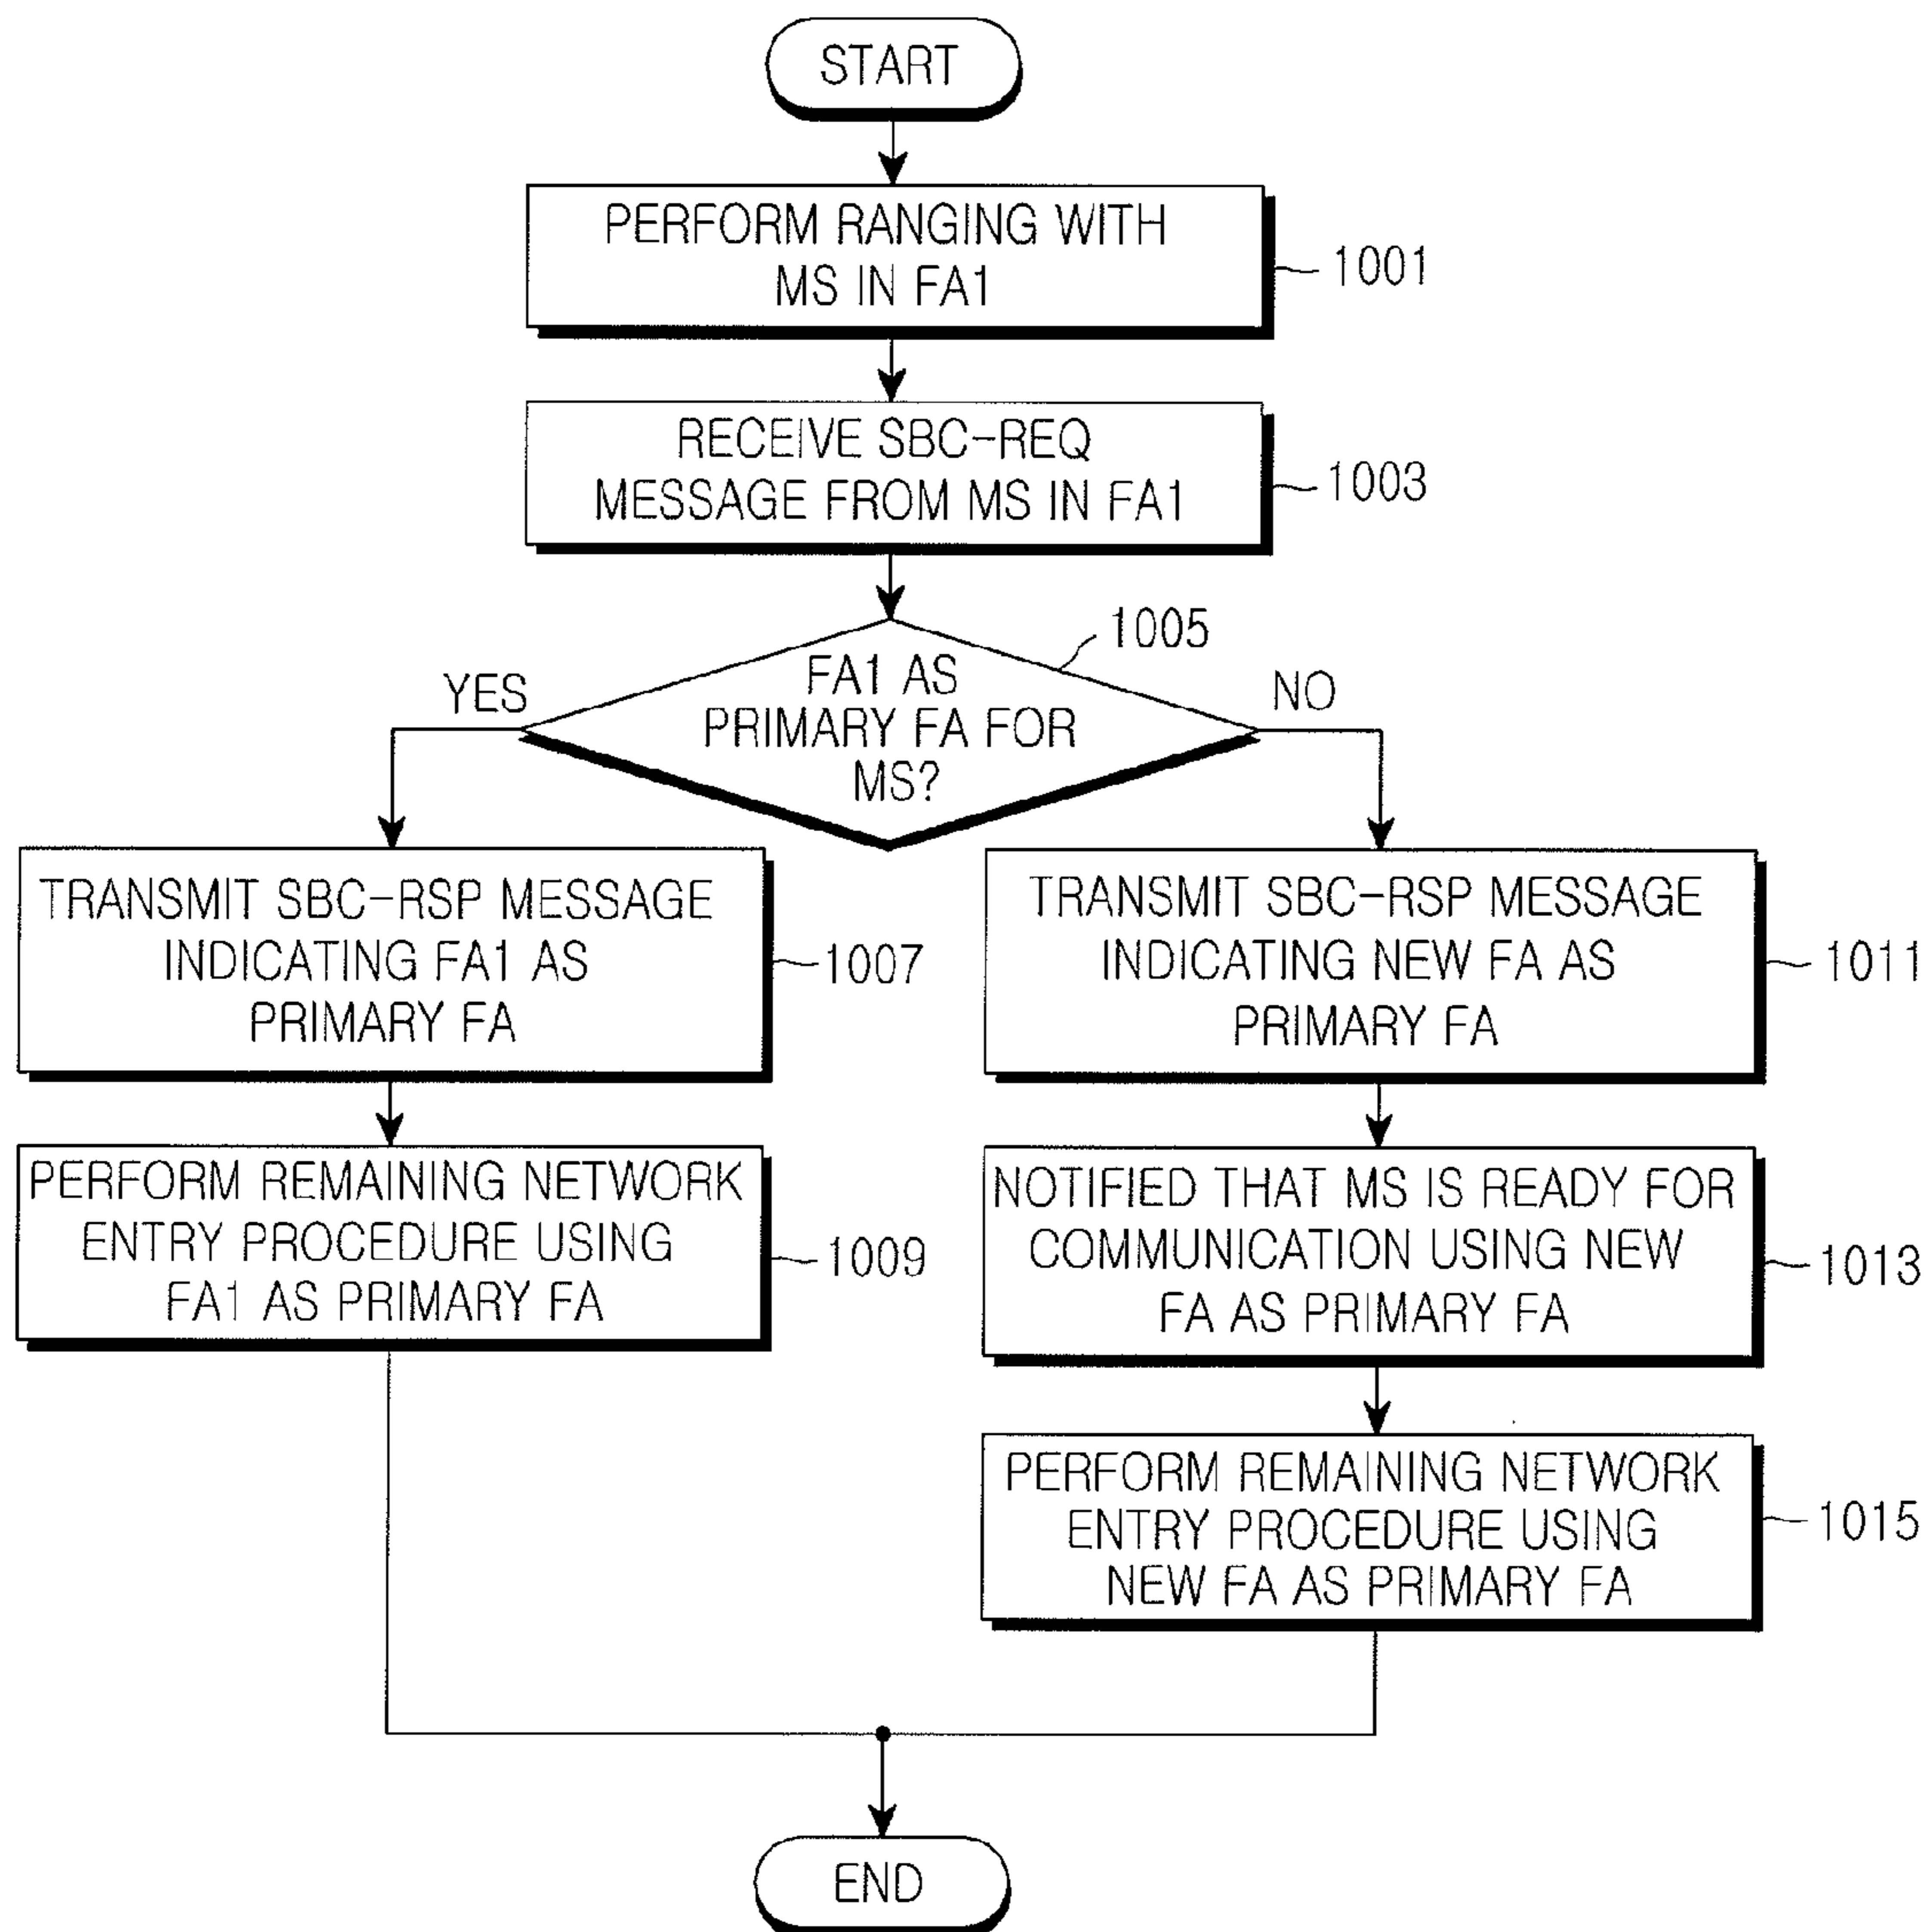 START
PERFORM RANGING WITH
MS IN FA1
1001
RECEIVE SBC-REQ
MESSAGE FROM MS IN FA1
1003
1005
YES
FA1 AS
PRIMARY FA FOR
MS?
NO
TRANSMIT SBC-RSP MESSAGE
INDICATING FA1 AS
PRIMARY FA
1007
TRANSMIT SBC-RSP MESSAGE
INDICATING NEW FA AS
PRIMARY FA
1011
PERFORM REMAINING NETWORK
ENTRY PROCEDURE USING
FA1 AS PRIMARY FA
1009
NOTIFIED THAT MS IS READY FOR
COMMUNICATION USING NEW
FA AS PRIMARY FA
1013
PERFORM REMAINING NETWORK
ENTRY PROCEDURE USING
NEW FA AS PRIMARY FA
1015
END